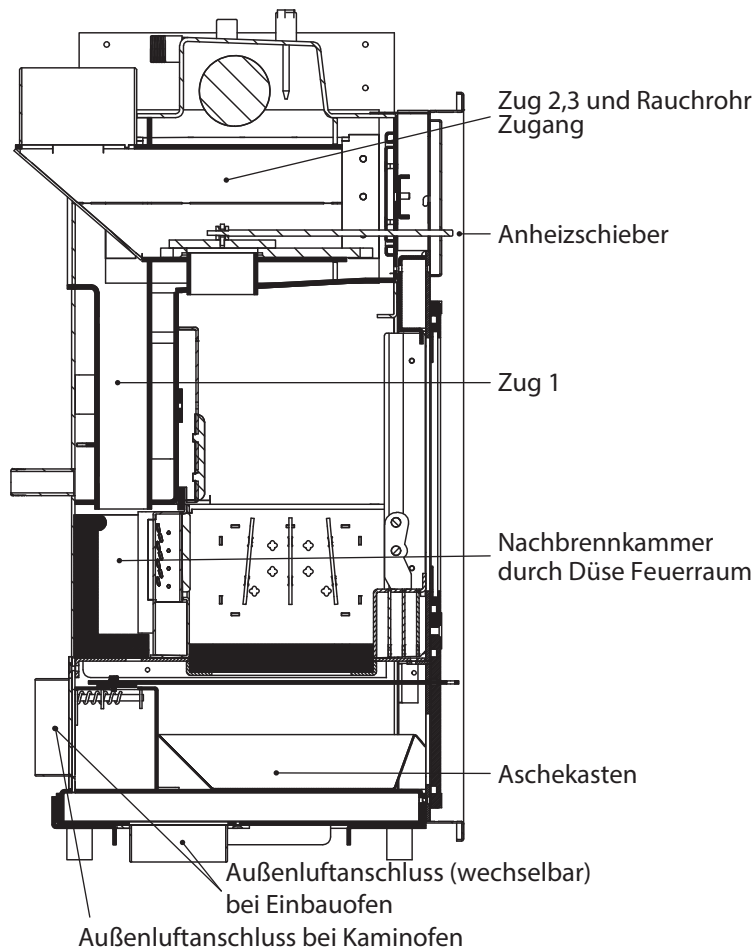 Zug 2,3 und Rauchrohr
Zugang
Anheizschieber
Zug 1
Nachbrennkammer
durch Düse Feuerraum
Aschekasten
Außenluftanschluss (wechselbar)
bei Einbauofen
Außenluftanschluss bei Kaminofen